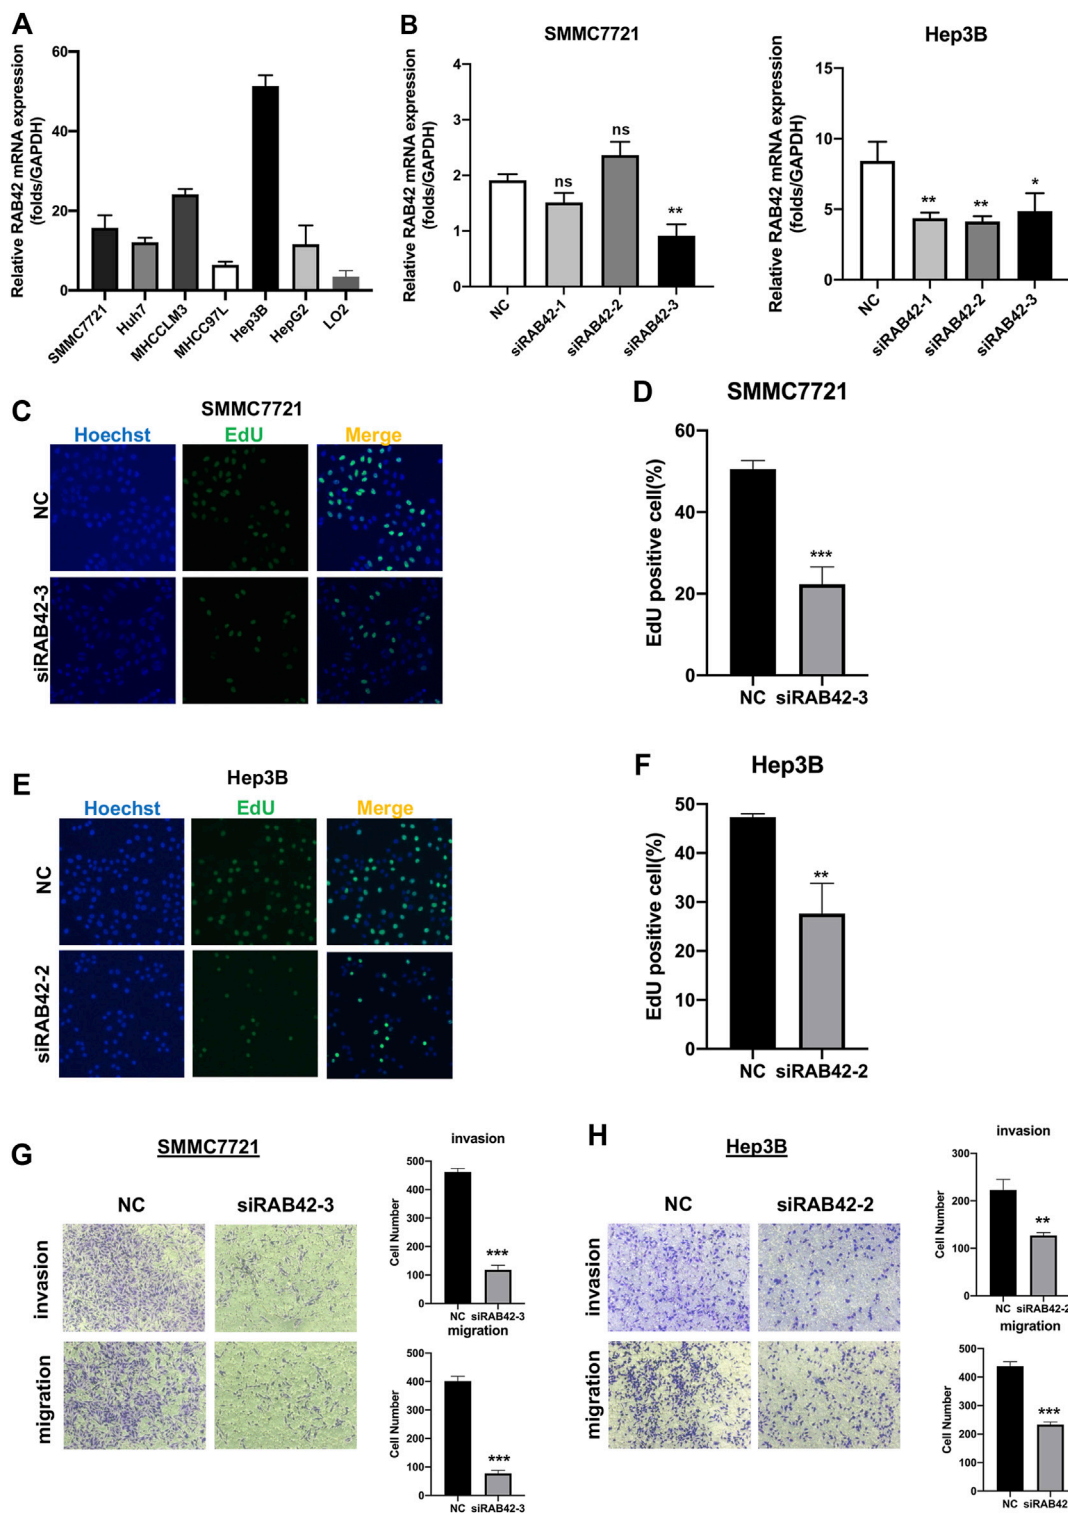 A
Relative RAB42 mRNA expression
(folds/GAPDH)
60
40
20
0
SMMC7721
Huh7
MHCCLM3
MHCC97L
Hep3B
HepG2
LO2
B
SMMC7721
Relative RAB42 mRNA expression
(folds/GAPDH)
4
3
2
1
0
ns
ns
**
NC
siRAB42-1
siRAB42-2
siRAB42-3
Hep3B
Relative RAB42 mRNA expression
(folds/GAPDH)
15
10
5
0
**
**
*
NC
siRAB42-1
siRAB42-2
siRAB42-3
C
SMMC7721
Hoechst EdU Merge
NC
siRAB42-3
D
SMMC7721
EdU positive cell(%)
60
40
20
0
***
NC siRAB42-3
E
Hep3B
Hoechst EdU Merge
NC
siRAB42-2
F
Hep3B
EdU positive cell(%)
50
40
30
20
10
0
**
NC siRAB42-2
G
SMMC7721
NC siRAB42-3
invasion
migration
invasion
Cell Number
500
400
300
200
100
0
***
NC siRAB42-3
migration
Cell Number
500
400
300
200
100
0
***
NC siRAB42-3
H
Hep3B
NC siRAB42-2
invasion
migration
invasion
Cell Number
300
200
100
0
**
NC siRAB42-2
migration
Cell Number
500
400
300
200
100
0
***
NC siRAB42